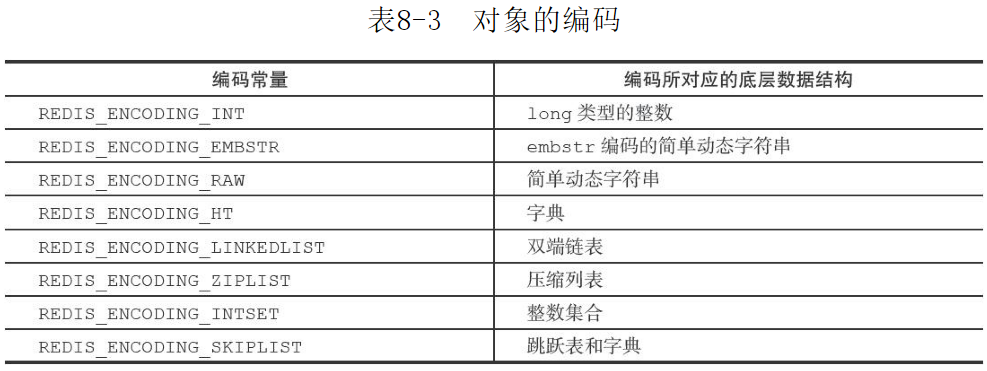 表8-3 对象的编码
编码常量 编码所对应的底层数据结构
REDIS_ENCODING_INT long 类型的整数
REDIS_ENCODING_EMBSTR embstr 编码的简单动态字符串
REDIS_ENCODING_RAW 简单动态字符串
REDIS_ENCODING_HT 字典
REDIS_ENCODING_LINKEDLIST 双端链表
REDIS_ENCODING_ZIPLIST 压缩列表
REDIS_ENCODING_INTSET 整数集合
REDIS_ENCODING_SKIPLIST 跳跃表和字典